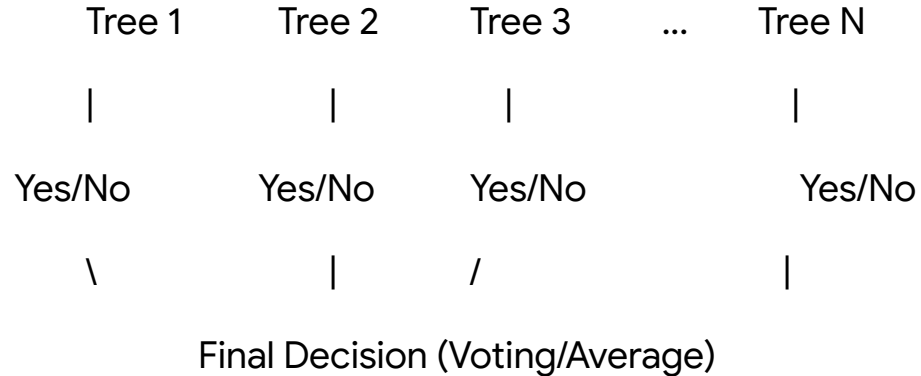 Tree 1 Tree 2 Tree 3 ... Tree N
| | | |
Yes/No Yes/No Yes/No Yes/No
\ | / |
Final Decision (Voting/Average)